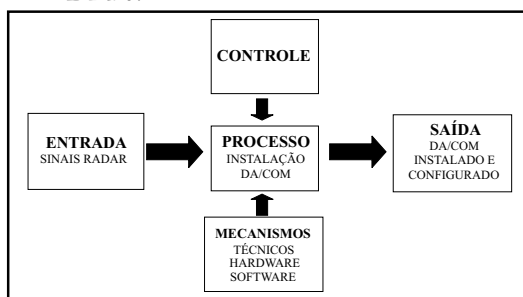 CONTROLE
ENTRADA
SINAIS RADAR
PROCESSO
INSTALAÇÃO
DA/COM
SAÍDA
DA/COM
INSTALADO E
CONFIGURADO
MECANISMOS
TÉCNICOS
HARDWARE
SOFTWARE